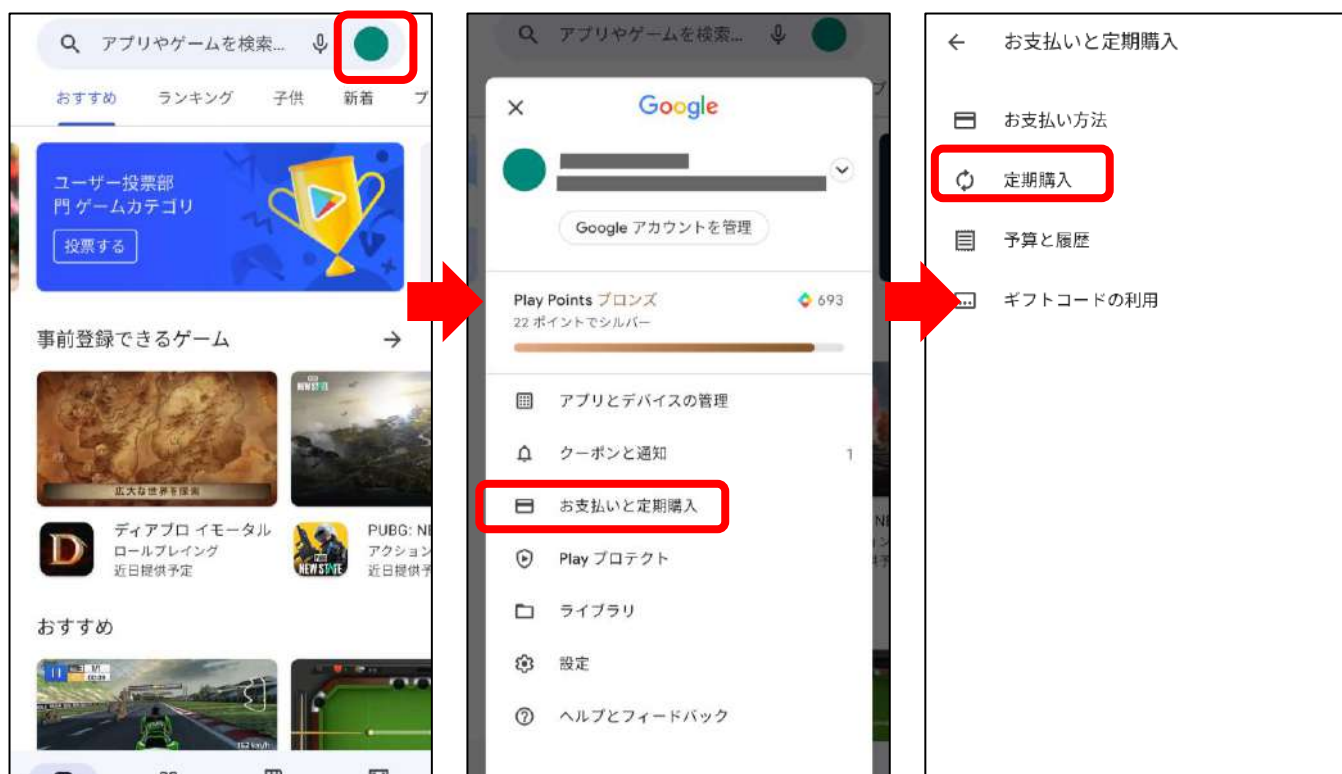 アプリやゲームを検索...
おすすめ
ランキング
子供
新着
プ
ユーザー投票部
門 ゲームカテゴリ
投票する
事前登録できるゲーム
広大な世界を探索
NEW STATE
ディアブロ イモータル
ロールプレイング
近日提供予定
PUBG: NE
アクション
近日提供予
おすすめ
1/1
162 km/h
アプリやゲームを検索...
Google
Google アカウントを管理
Play Points ブロンズ
693
22 ポイントでシルバー
アプリとデバイスの管理
クーポンと通知
1
お支払いと定期購入
Play プロテクト
ライブラリ
設定
ヘルプとフィードバック
お支払いと定期購入
お支払い方法
定期購入
予算と履歴
ギフトコードの利用